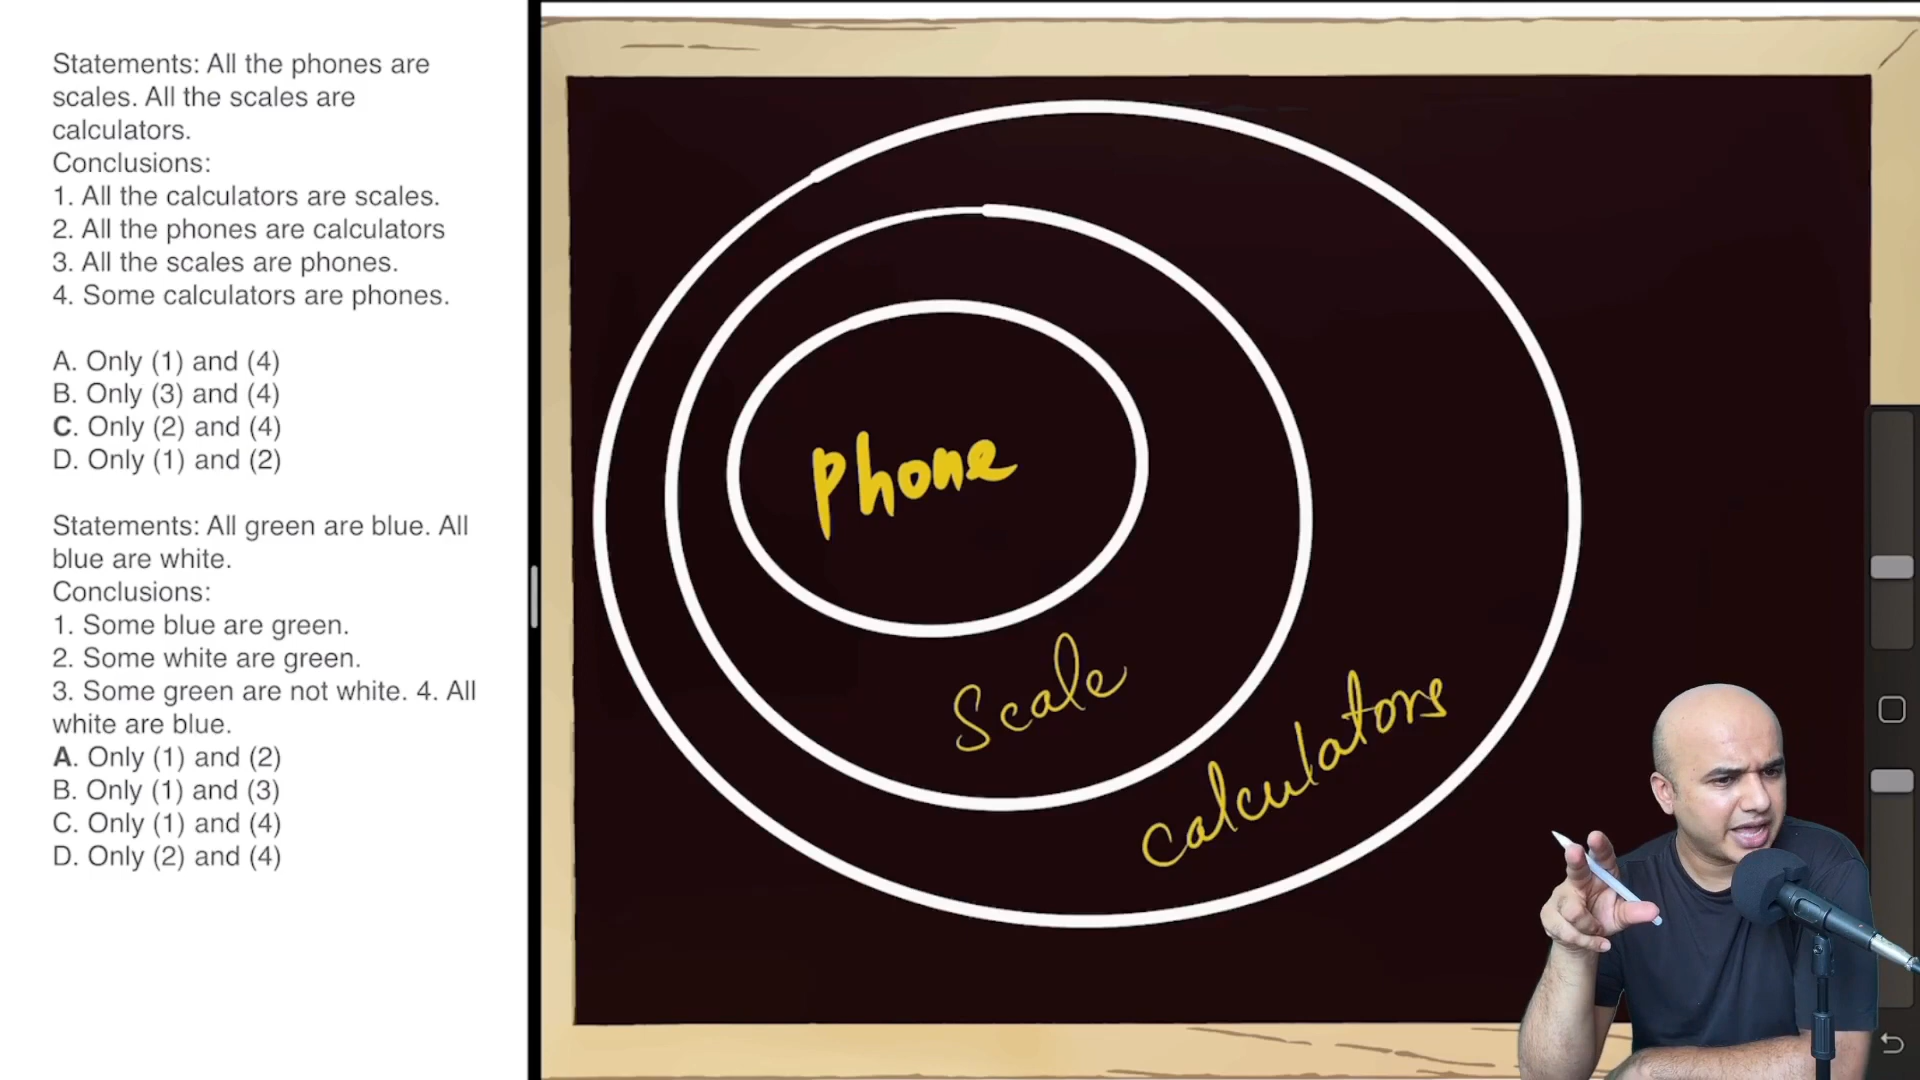 Statements: All the phones are
scales. All the scales are
calculators.
Conclusions:
1. All the calculators are scales.
2. All the phones are calculators
3. All the scales are phones.
4. Some calculators are phones.
A. Only (1) and (4)
B. Only (3) and (4)
C. Only (2) and (4)
D. Only (1) and (2)
Statements: All green are blue. All
blue are white.
Conclusions:
1. Some blue are green.
2. Some white are green.
3. Some green are not white. 4. All
white are blue.
A. Only (1) and (2)
B. Only (1) and (3)
C. Only (1) and (4)
D. Only (2) and (4)
Phone
Scale
Calculators